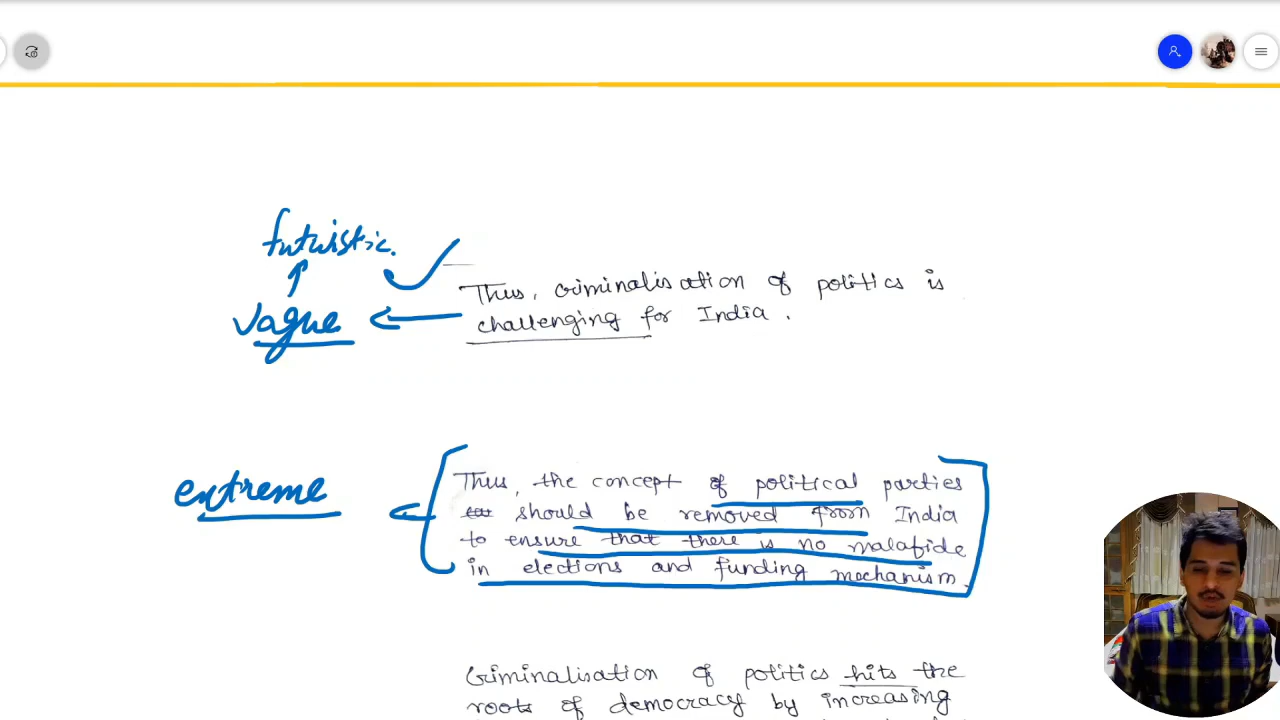 futuristic.
Vague
Thus, criminalisation of politics is
challenging for India.
extreme
Thus, the concept of political parties
should be removed from India
to ensure that there is no malafide
in elections and funding mechanism.
Criminalisation of politics hits the
roots of democracy by increasing